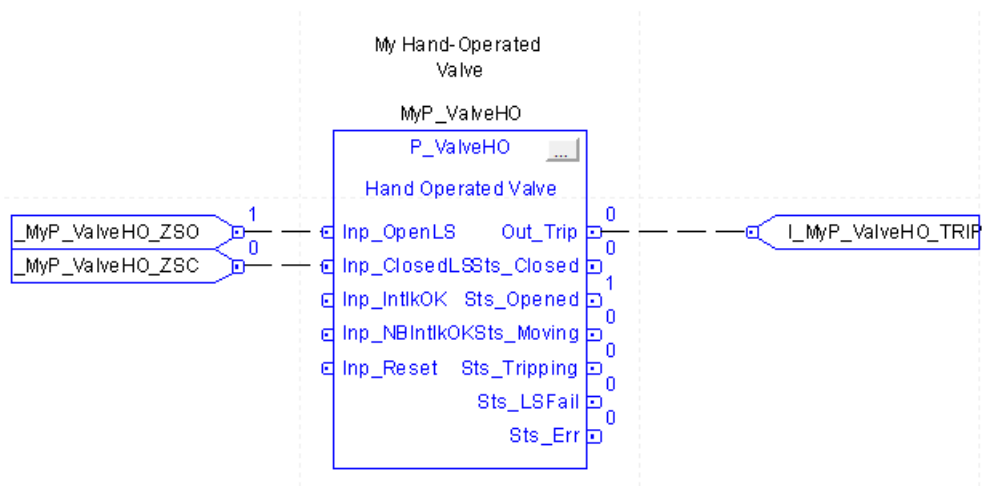 My Hand-Operated
Valve
MyP_ValveHO
P_ValveHO ...
Hand Operated Valve
_MyP_ValveHO_ZSO 1 Inp_OpenLS Out_Trip 0 I_MyP_ValveHO_TRIP
_MyP_ValveHO_ZSC 0 Inp_ClosedLS Sts_Closed 0
Inp_IntlkOK Sts_Opened 1
Inp_NBIntlkOK Sts_Moving 0
Inp_Reset Sts_Tripping 0
Sts_LSFail 0
Sts_Err 0